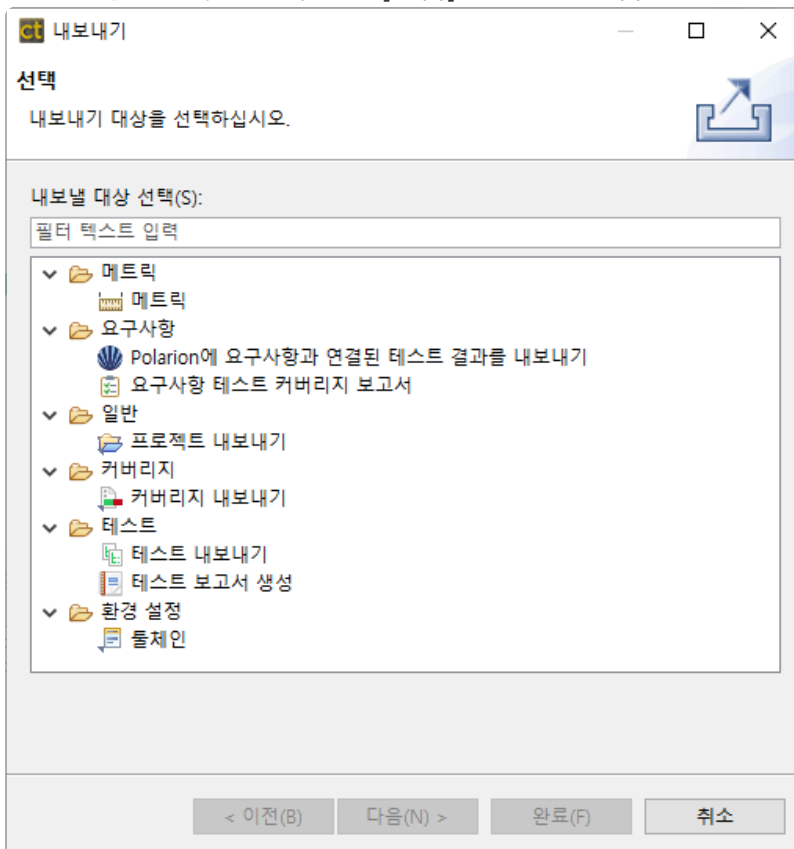 ct 내보내기
선택
내보내기 대상을 선택하십시오.
내보낼 대상 선택(S):
필터 텍스트 입력
메트릭
메트릭
요구사항
Polarion에 요구사항과 연결된 테스트 결과를 내보내기
요구사항 테스트 커버리지 보고서
일반
프로젝트 내보내기
커버리지
커버리지 내보내기
테스트
테스트 내보내기
테스트 보고서 생성
환경 설정
툴체인
< 이전(B) 다음(N) > 완료(F) 취소